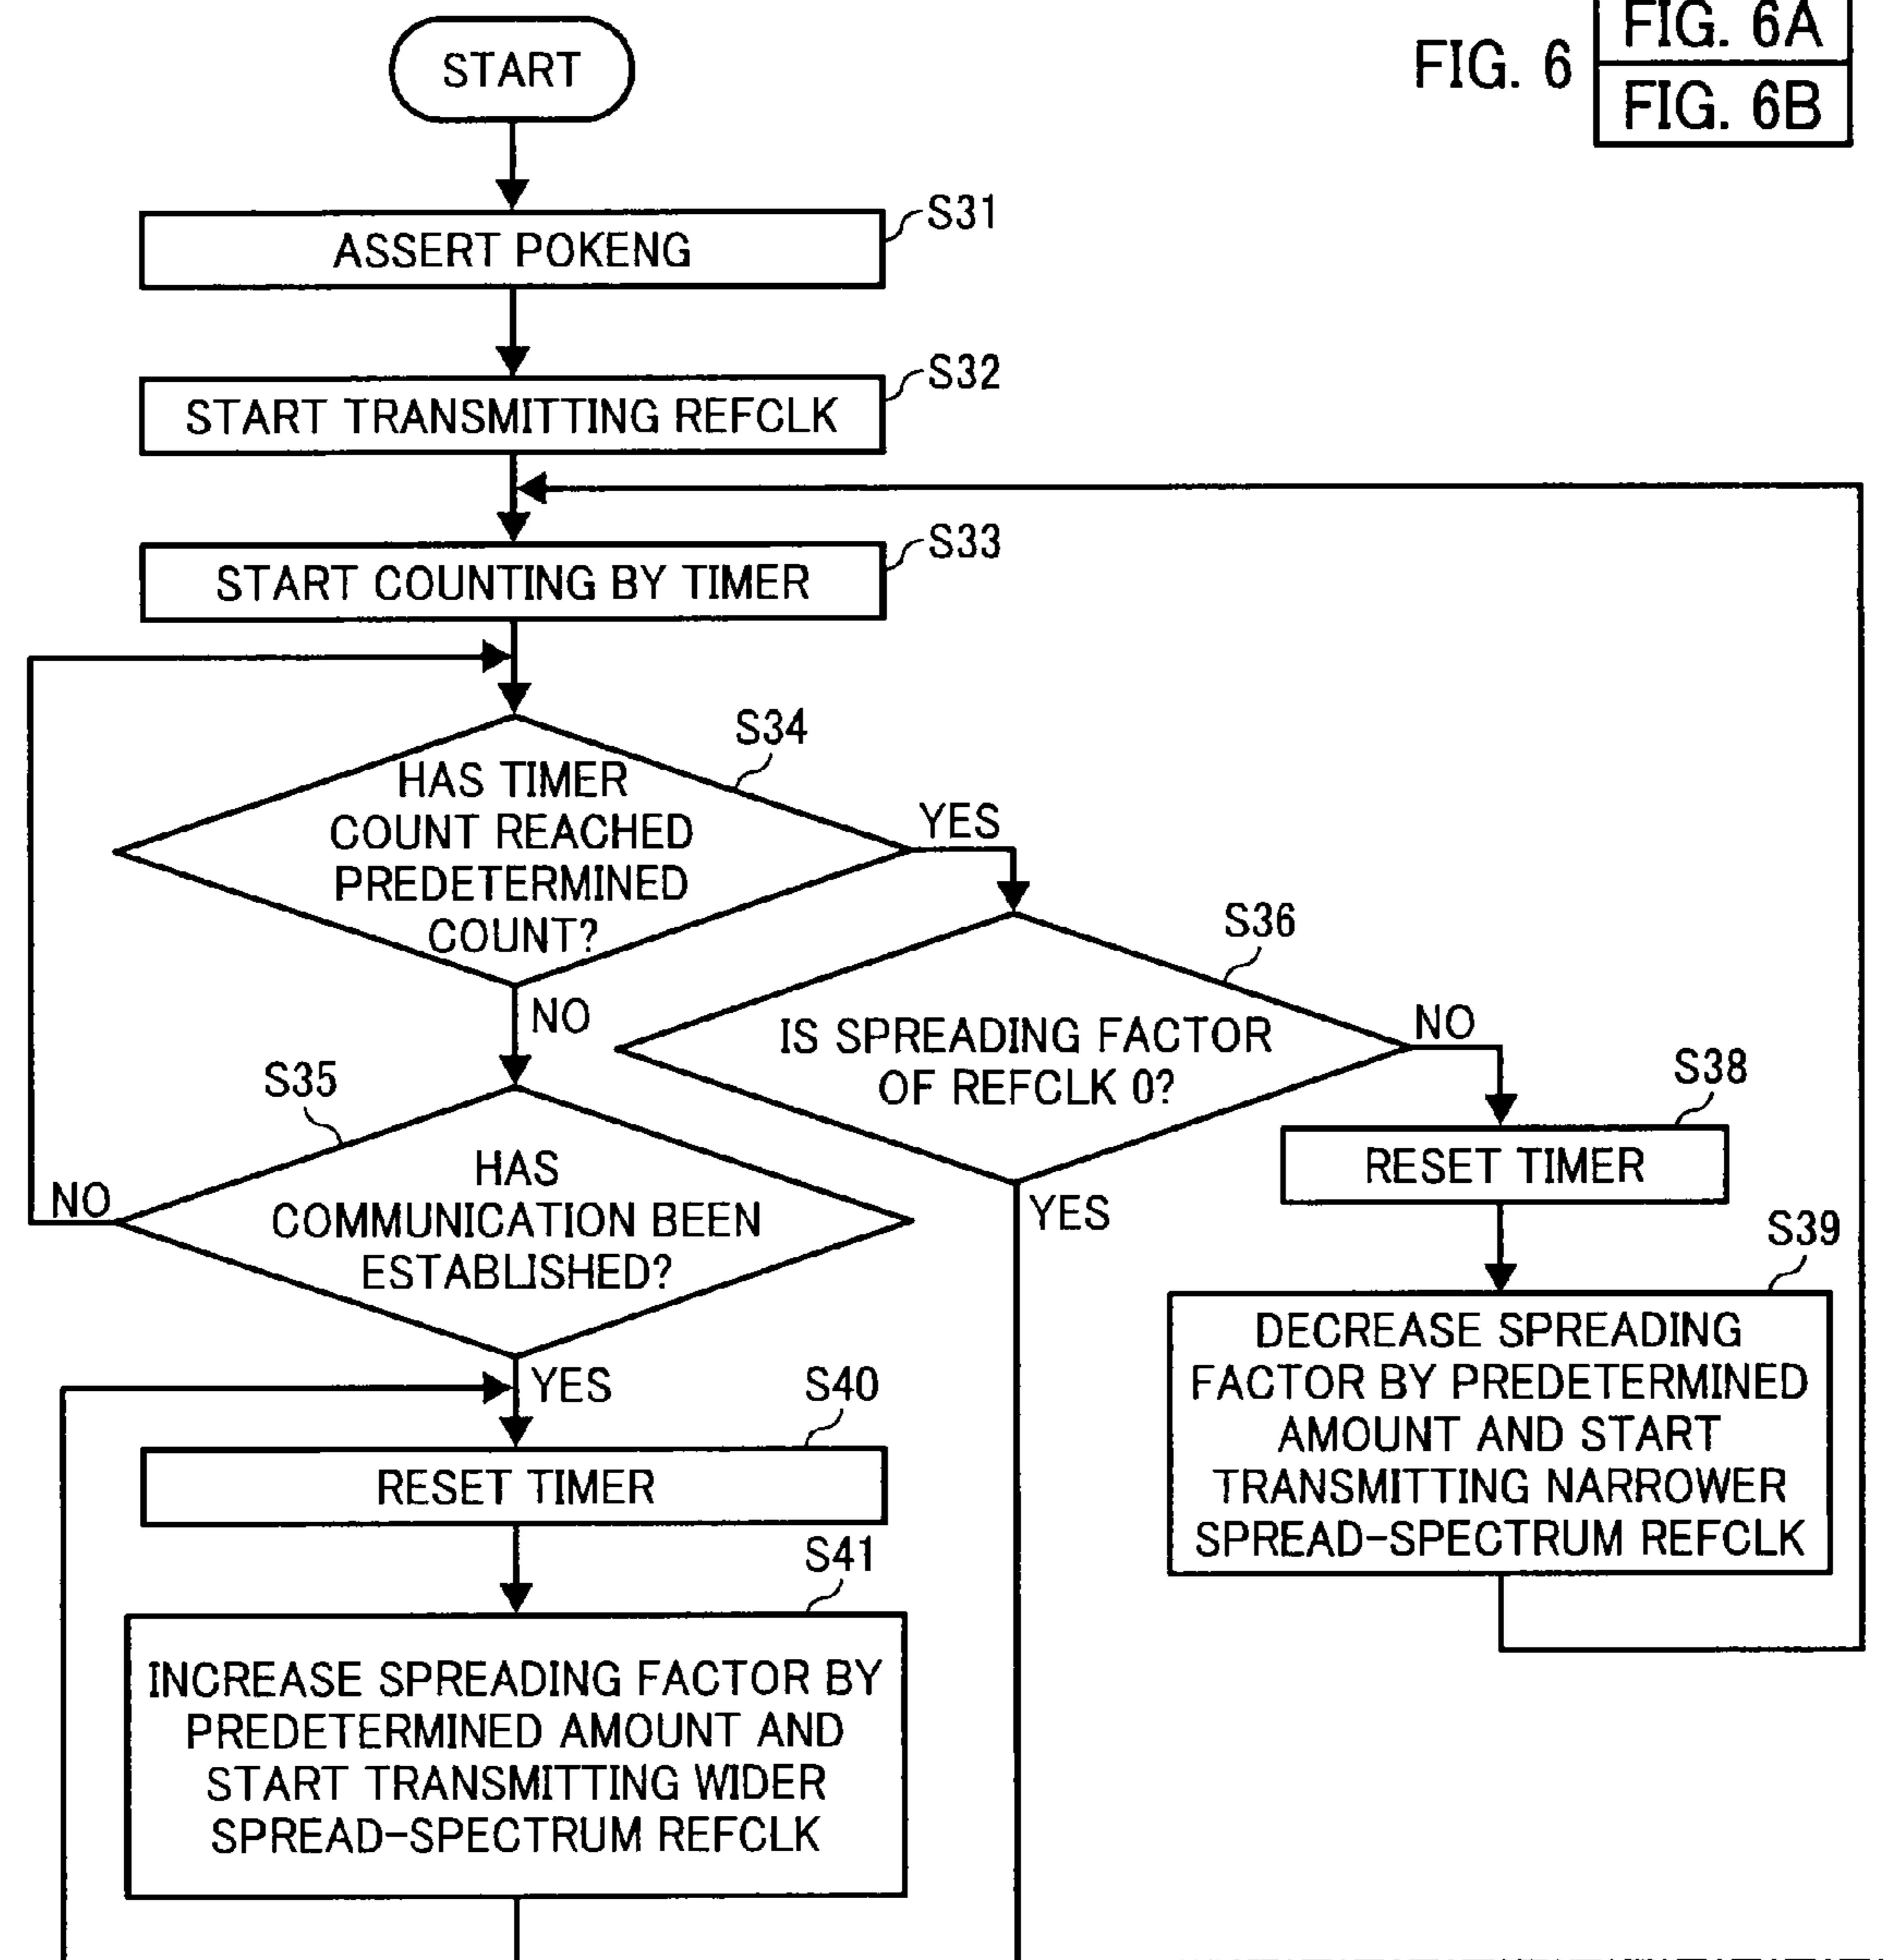 FIG. 6
FIG. 6A
FIG. 6B
START
S31
ASSERT POKENG
S32
START TRANSMITTING REFCLK
S33
START COUNTING BY TIMER
S34
HAS TIMER
COUNT REACHED
PREDETERMINED
COUNT?
YES
NO
S36
IS SPREADING FACTOR
OF REFCLK 0?
NO
YES
S35
HAS
COMMUNICATION BEEN
ESTABLISHED?
NO
YES
S38
RESET TIMER
S39
DECREASE SPREADING
FACTOR BY PREDETERMINED
AMOUNT AND START
TRANSMITTING NARROWER
SPREAD-SPECTRUM REFCLK
S40
RESET TIMER
S41
INCREASE SPREADING FACTOR BY
PREDETERMINED AMOUNT AND
START TRANSMITTING WIDER
SPREAD-SPECTRUM REFCLK